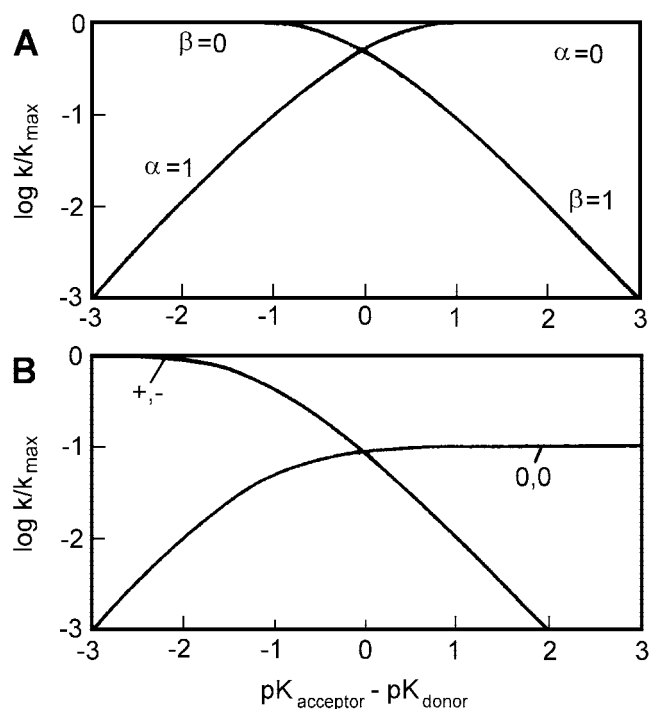 A
0
-1
-2
-3
log k/kmax
β=0
α=0
α=1
β=1
-3 -2 -1 0 1 2 3
B
0
-1
-2
-3
log k/kmax
+,-
0,0
-3 -2 -1 0 1 2 3
pKacceptor - pKdonor